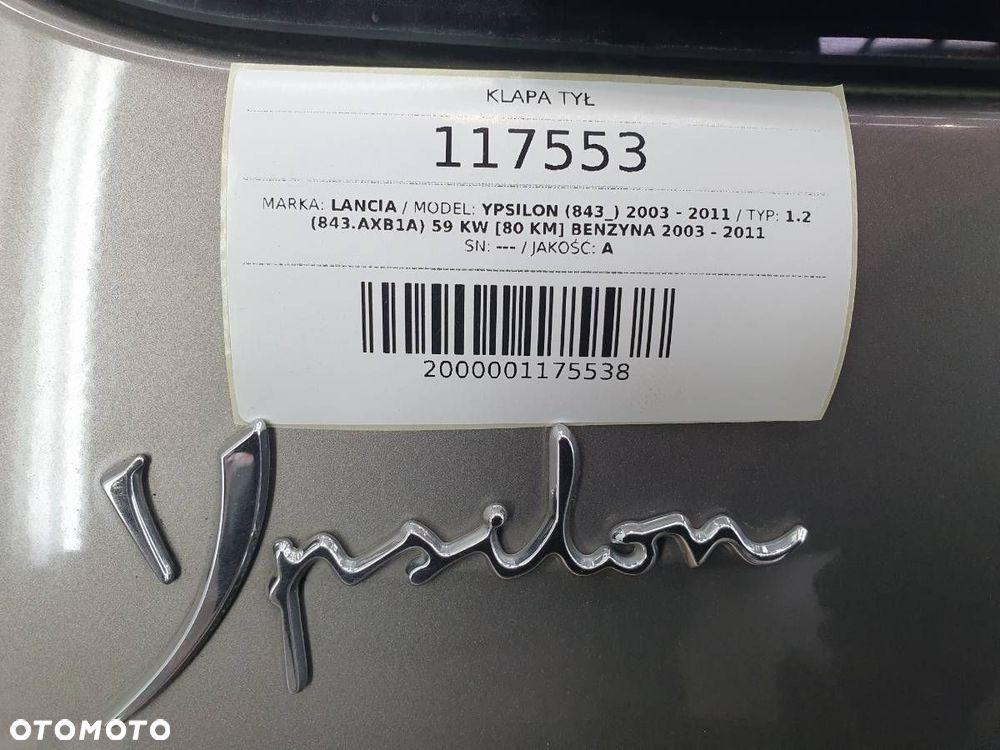 KLAPA TYŁ
117553
MARKA: LANCIA / MODEL: YPSILON (843_) 2003 - 2011 / TYP: 1.2
(843.AXB1A) 59 KW [80 KM] BENZYNA 2003 - 2011
SN: --- / JAKOŚĆ: A
2000001175538
Ypsilon
OTOMOTO